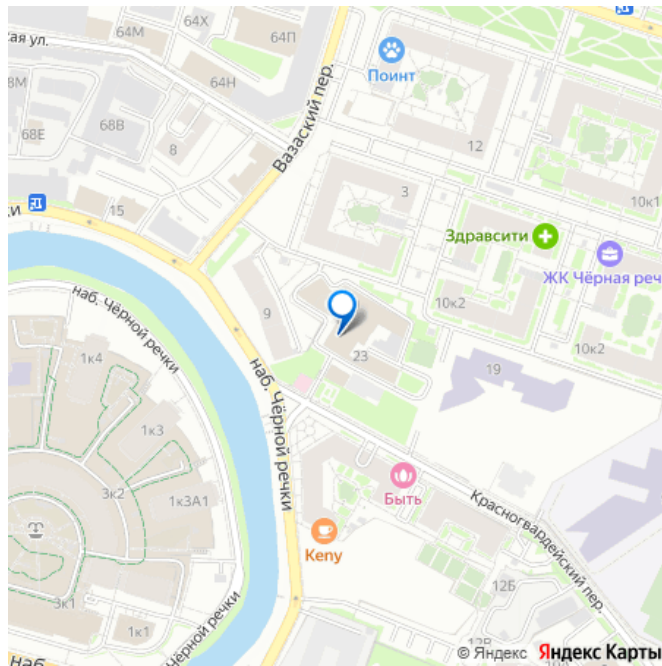 64М
64Х
64П
ая ул.
Вазаский пер.
Поинт
8М
64Н
68В
68Е
8
12
3
10к1
15
ки
Здравсити
ЖК Чёрная реч
наб. Чёрной речки
9
10к2
1к4
23
10к2
19
наб. Чёрной речки
1к3
3к2
1к3А1
Быть
Красногвардейский пер.
Keny
12Б
3к1
1к1
Чёрной речки
наб
12В
© Яндекс Яндекс Карты